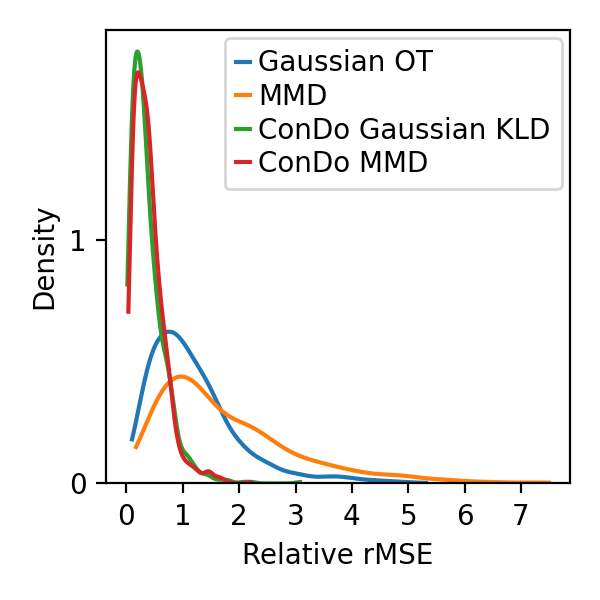 Gaussian OT
MMD
ConDo Gaussian KLD
ConDo MMD
Density
1
0
0 1 2 3 4 5 6 7
Relative rMSE